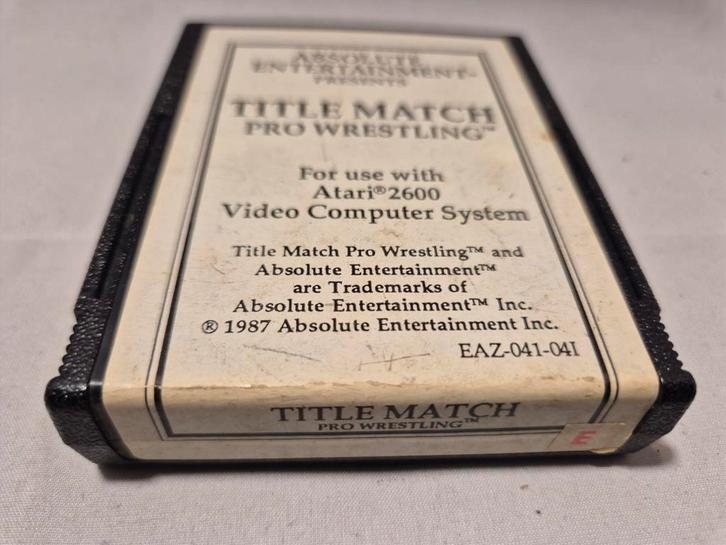 ABSOLUTE
ENTERTAINMENT™
PRESENTS
TITLE MATCH
PRO WRESTLING™
For use with
Atari®2600
Video Computer System
Title Match Pro Wrestling™ and
Absolute Entertainment™
are Trademarks of
Absolute Entertainment™ Inc.
® 1987 Absolute Entertainment Inc.
EAZ-041-04I
TITLE MATCH
PRO WRESTLING™
E